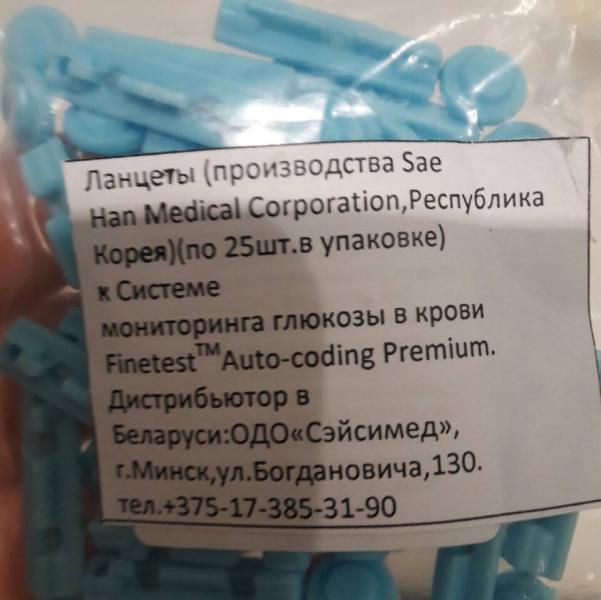 Ланцеты (производства Sae
Han Medical Corporation,Республика
Корея)(по 25шт.в упаковке)
к Системе
мониторинга глюкозы в крови
Finetest™Auto-coding Premium.
Дистрибьютор в
Беларуси:ОДО«Сэйсимед»,
г.Минск,ул.Богдановича,130.
тел.+375-17-385-31-90